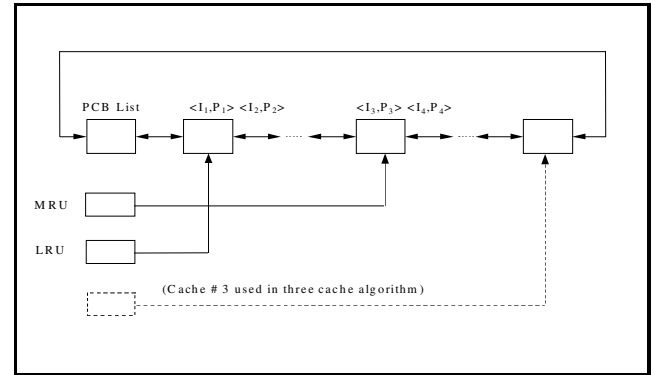 PCB List <I₁,P₁> <I₂,P₂> <I₃,P₃> <I₄,P₄>
MRU
LRU
(Cache # 3 used in three cache algorithm)